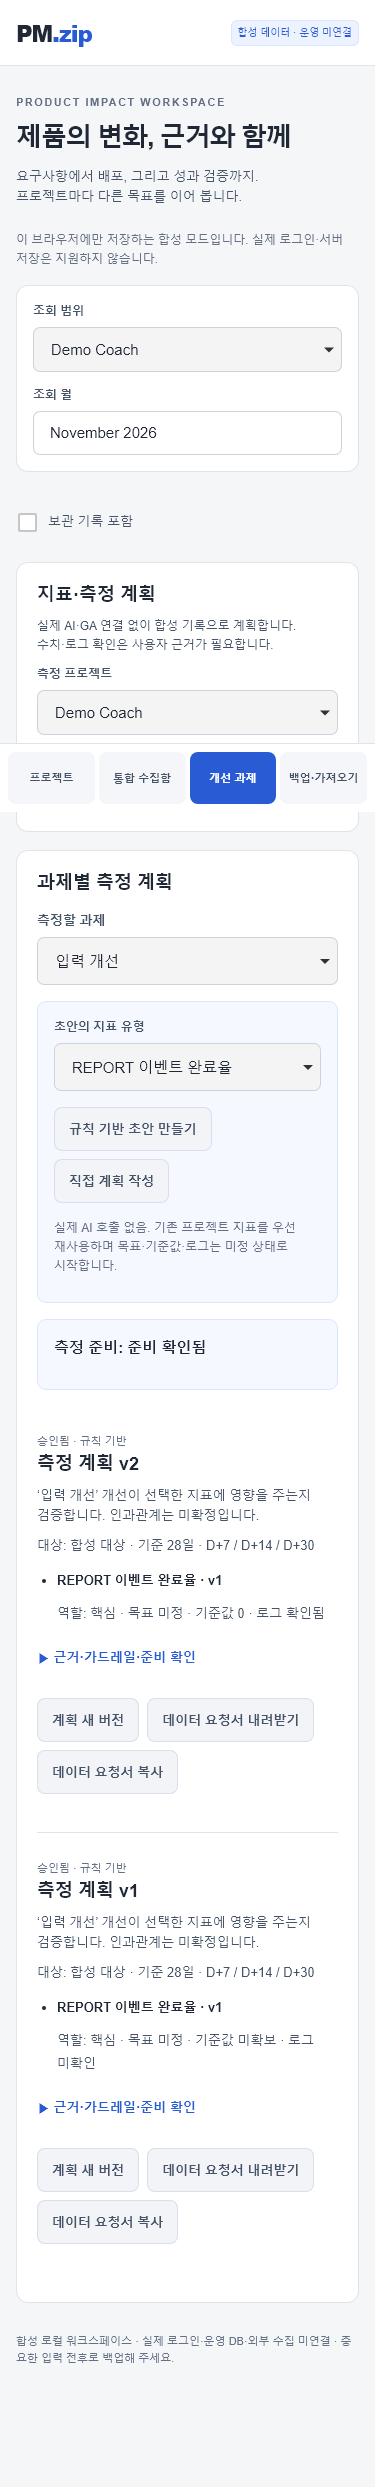 PM.zip
합성 데이터 · 운영 미연결
PRODUCT IMPACT WORKSPACE
제품의 변화, 근거와 함께
요구사항에서 배포, 그리고 성과 검증까지.
프로젝트마다 다른 목표를 이어 봅니다.
이 브라우저에만 저장하는 합성 모드입니다. 실제 로그인·서버
저장은 지원하지 않습니다.
조회 범위
Demo Coach
조회 월
November 2026
보관 기록 포함
지표·측정 계획
실제 AI·GA 연결 없이 합성 기록으로 계획합니다.
수치·로그 확인은 사용자 근거가 필요합니다.
측정 프로젝트
Demo Coach
프로젝트
통합 수집함
개선 과제
백업·가져오기
과제별 측정 계획
측정할 과제
입력 개선
초안의 지표 유형
REPORT 이벤트 완료율
규칙 기반 초안 만들기
직접 계획 작성
실제 AI 호출 없음. 기존 프로젝트 지표를 우선
재사용하며 목표·기준값·로그는 미정 상태로
시작합니다.
측정 준비: 준비 확인됨
승인됨 · 규칙 기반
측정 계획 v2
‘입력 개선’ 개선이 선택한 지표에 영향을 주는지
검증합니다. 인과관계는 미확정입니다.
대상: 합성 대상 · 기준 28일 · D+7 / D+14 / D+30
• REPORT 이벤트 완료율 · v1
역할: 핵심 · 목표 미정 · 기준값 0 · 로그 확인됨
▶ 근거·가드레일·준비 확인
계획 새 버전
데이터 요청서 내려받기
데이터 요청서 복사
승인됨 · 규칙 기반
측정 계획 v1
‘입력 개선’ 개선이 선택한 지표에 영향을 주는지
검증합니다. 인과관계는 미확정입니다.
대상: 합성 대상 · 기준 28일 · D+7 / D+14 / D+30
• REPORT 이벤트 완료율 · v1
역할: 핵심 · 목표 미정 · 기준값 미확보 · 로그
미확인
▶ 근거·가드레일·준비 확인
계획 새 버전
데이터 요청서 내려받기
데이터 요청서 복사
합성 로컬 워크스페이스 · 실제 로그인·운영 DB·외부 수집 미연결 · 중
요한 입력 전후로 백업해 주세요.